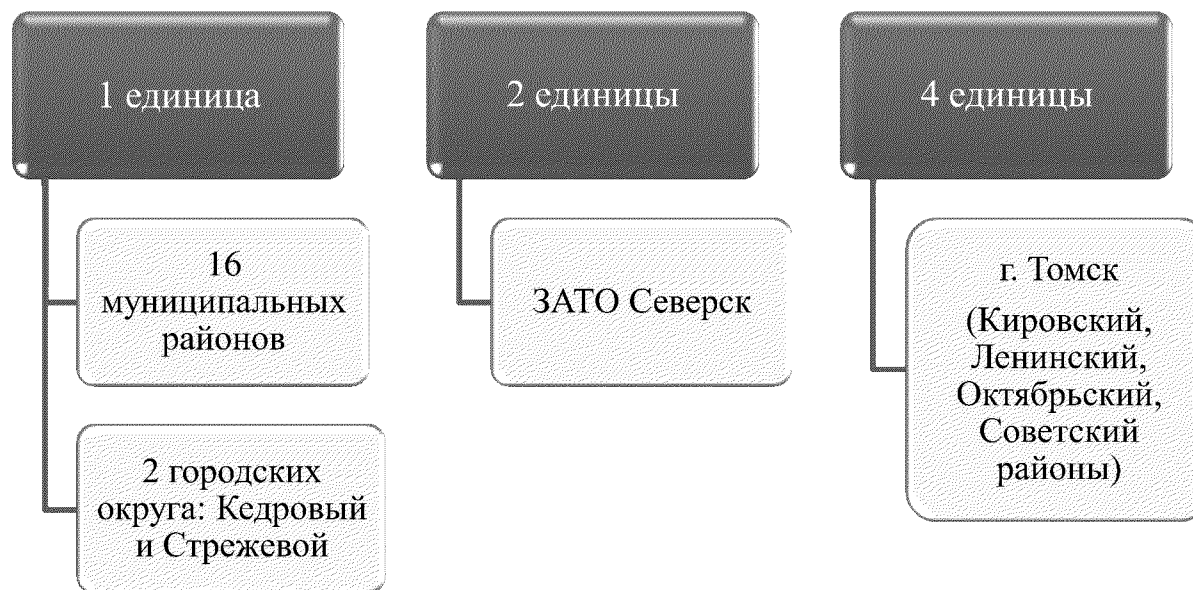 1 единица
16
муниципальных
районов
2 городских
округа: Кедровый
и Стрежевой
2 единицы
ЗАТО Северск
4 единицы
г. Томск
(Кировский,
Ленинский,
Октябрьский,
Советский
районы)